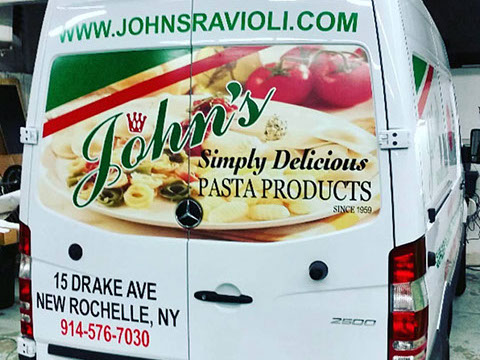 WWW.JOHNSRAVIOLI.COM
John's
Simply Delicious
PASTA PRODUCTS
SINCE 1959
15 DRAKE AVE
NEW ROCHELLE, NY
914-576-7030
2500